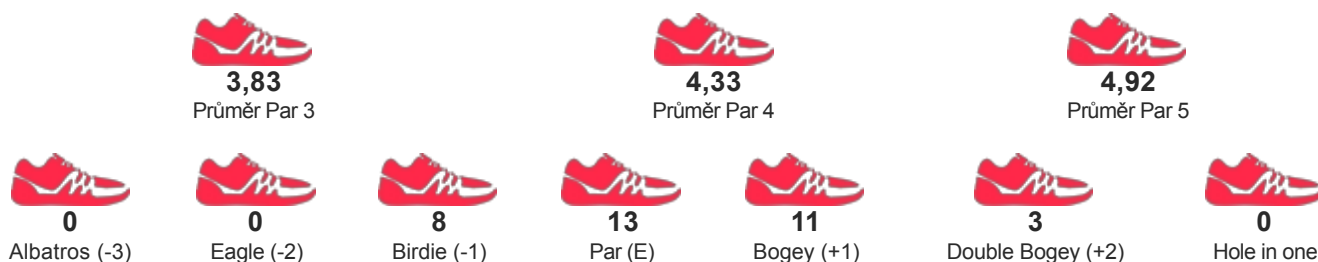 3,83 4,33 4,92
Průměr Par 3 Průměr Par 4 Průměr Par 5
0 0 8 13 11 3 0
Albatros (-3) Eagle (-2) Birdie (-1) Par (E) Bogey (+1) Double Bogey (+2) Hole in one